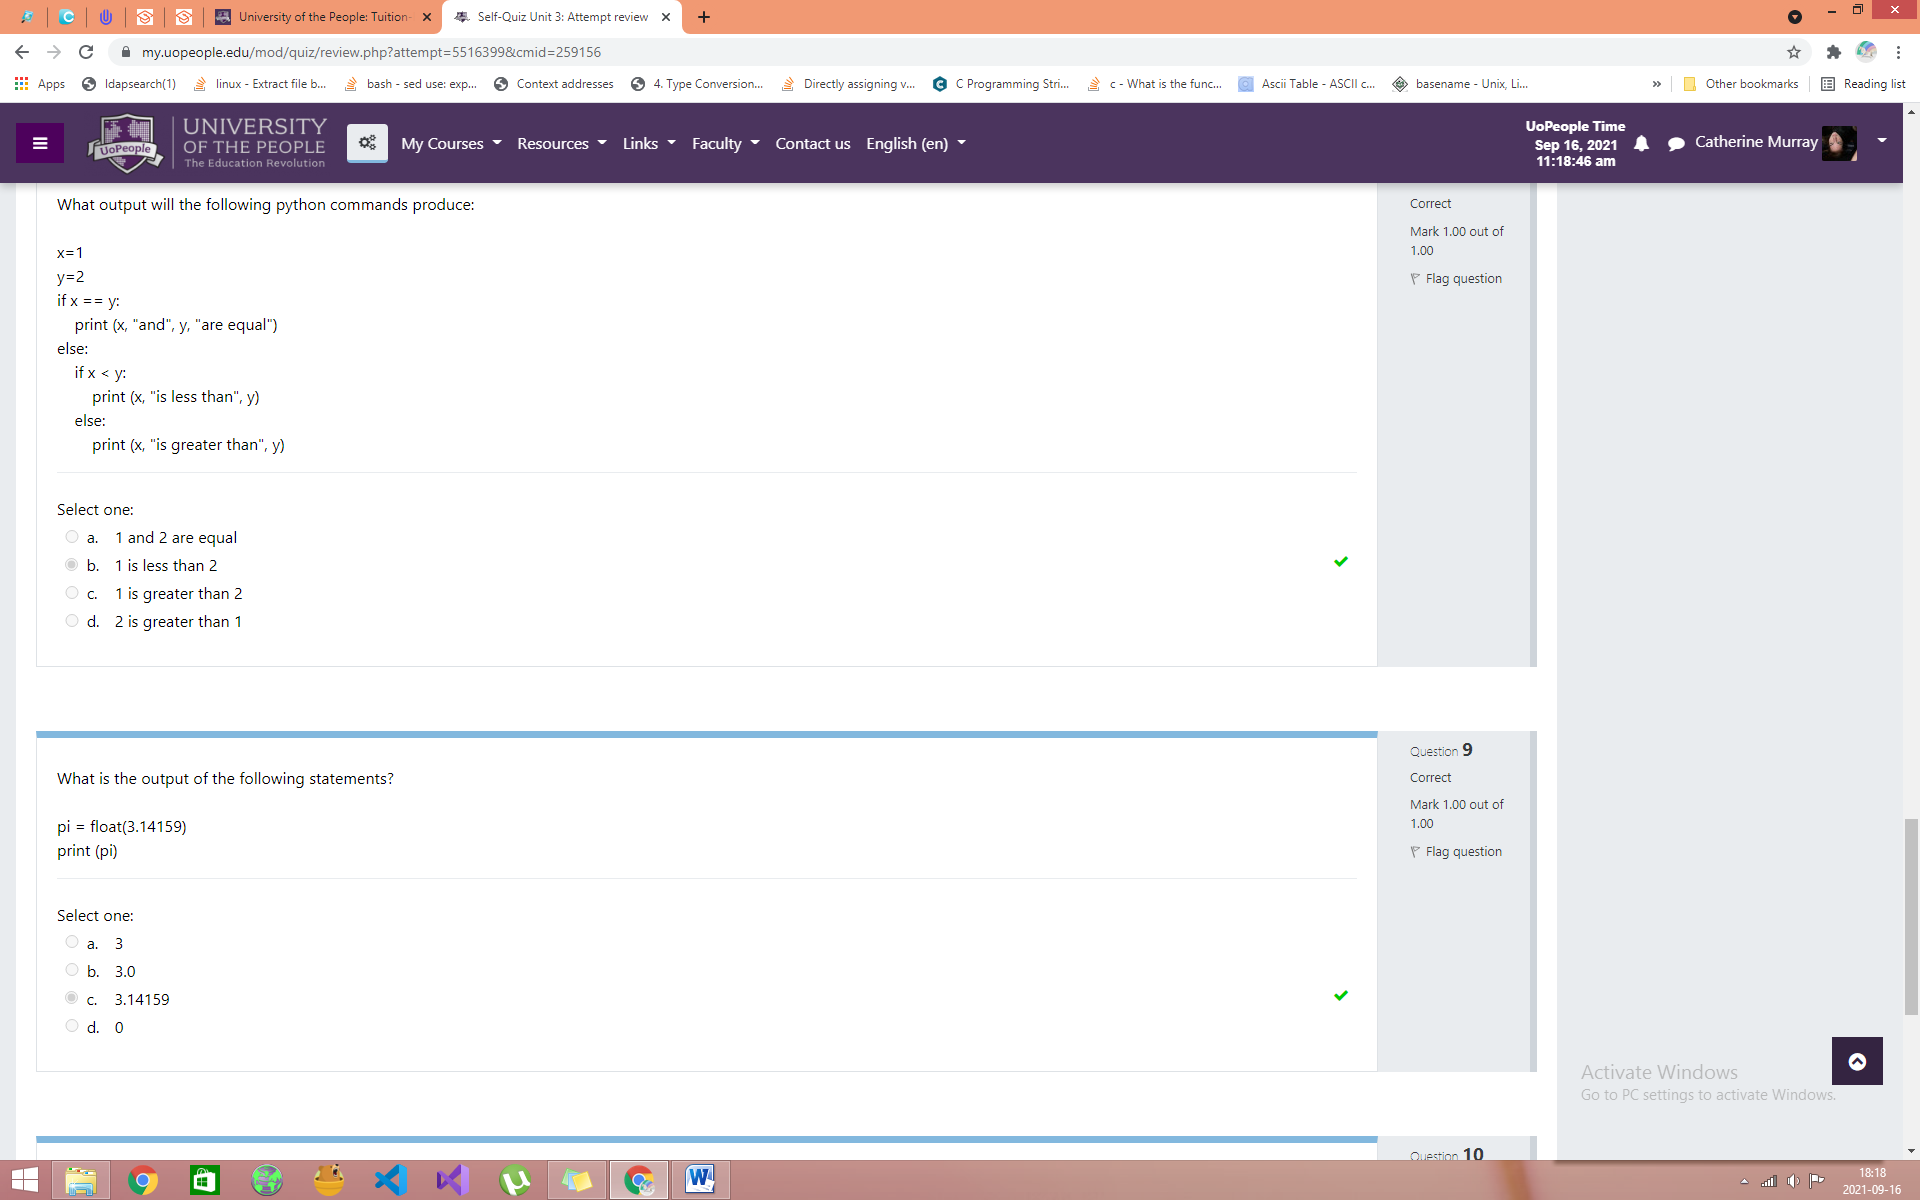 University of the People: Tuition-
Self-Quiz Unit 3: Attempt review
my.uopeople.edu/mod/quiz/review.php?attempt=5516399&cmid=259156
Apps
ldapsearch(1)
linux - Extract file b...
bash - sed use: exp...
Context addresses
4. Type Conversion...
Directly assigning v...
C Programming Stri...
c - What is the func...
Ascii Table - ASCII c...
basename - Unix, Li...
»
Other bookmarks
Reading list
UoPeople
UNIVERSITY
OF THE PEOPLE
The Education Revolution
My Courses
Resources
Links
Faculty
Contact us
English (en)
UoPeople Time
Sep 16, 2021
11:18:46 am
Catherine Murray
What output will the following python commands produce:
x=1
y=2
if x == y:
print (x, "and", y, "are equal")
else:
if x < y:
print (x, "is less than", y)
else:
print (x, "is greater than", y)
Select one:
a. 1 and 2 are equal
b. 1 is less than 2
c. 1 is greater than 2
d. 2 is greater than 1
Correct
Mark 1.00 out of
1.00
Flag question
What is the output of the following statements?
pi = float(3.14159)
print (pi)
Select one:
a. 3
b. 3.0
c. 3.14159
d. 0
Question 9
Correct
Mark 1.00 out of
1.00
Flag question
Activate Windows
Go to PC settings to activate Windows.
Question 10
18:18
2021-09-16